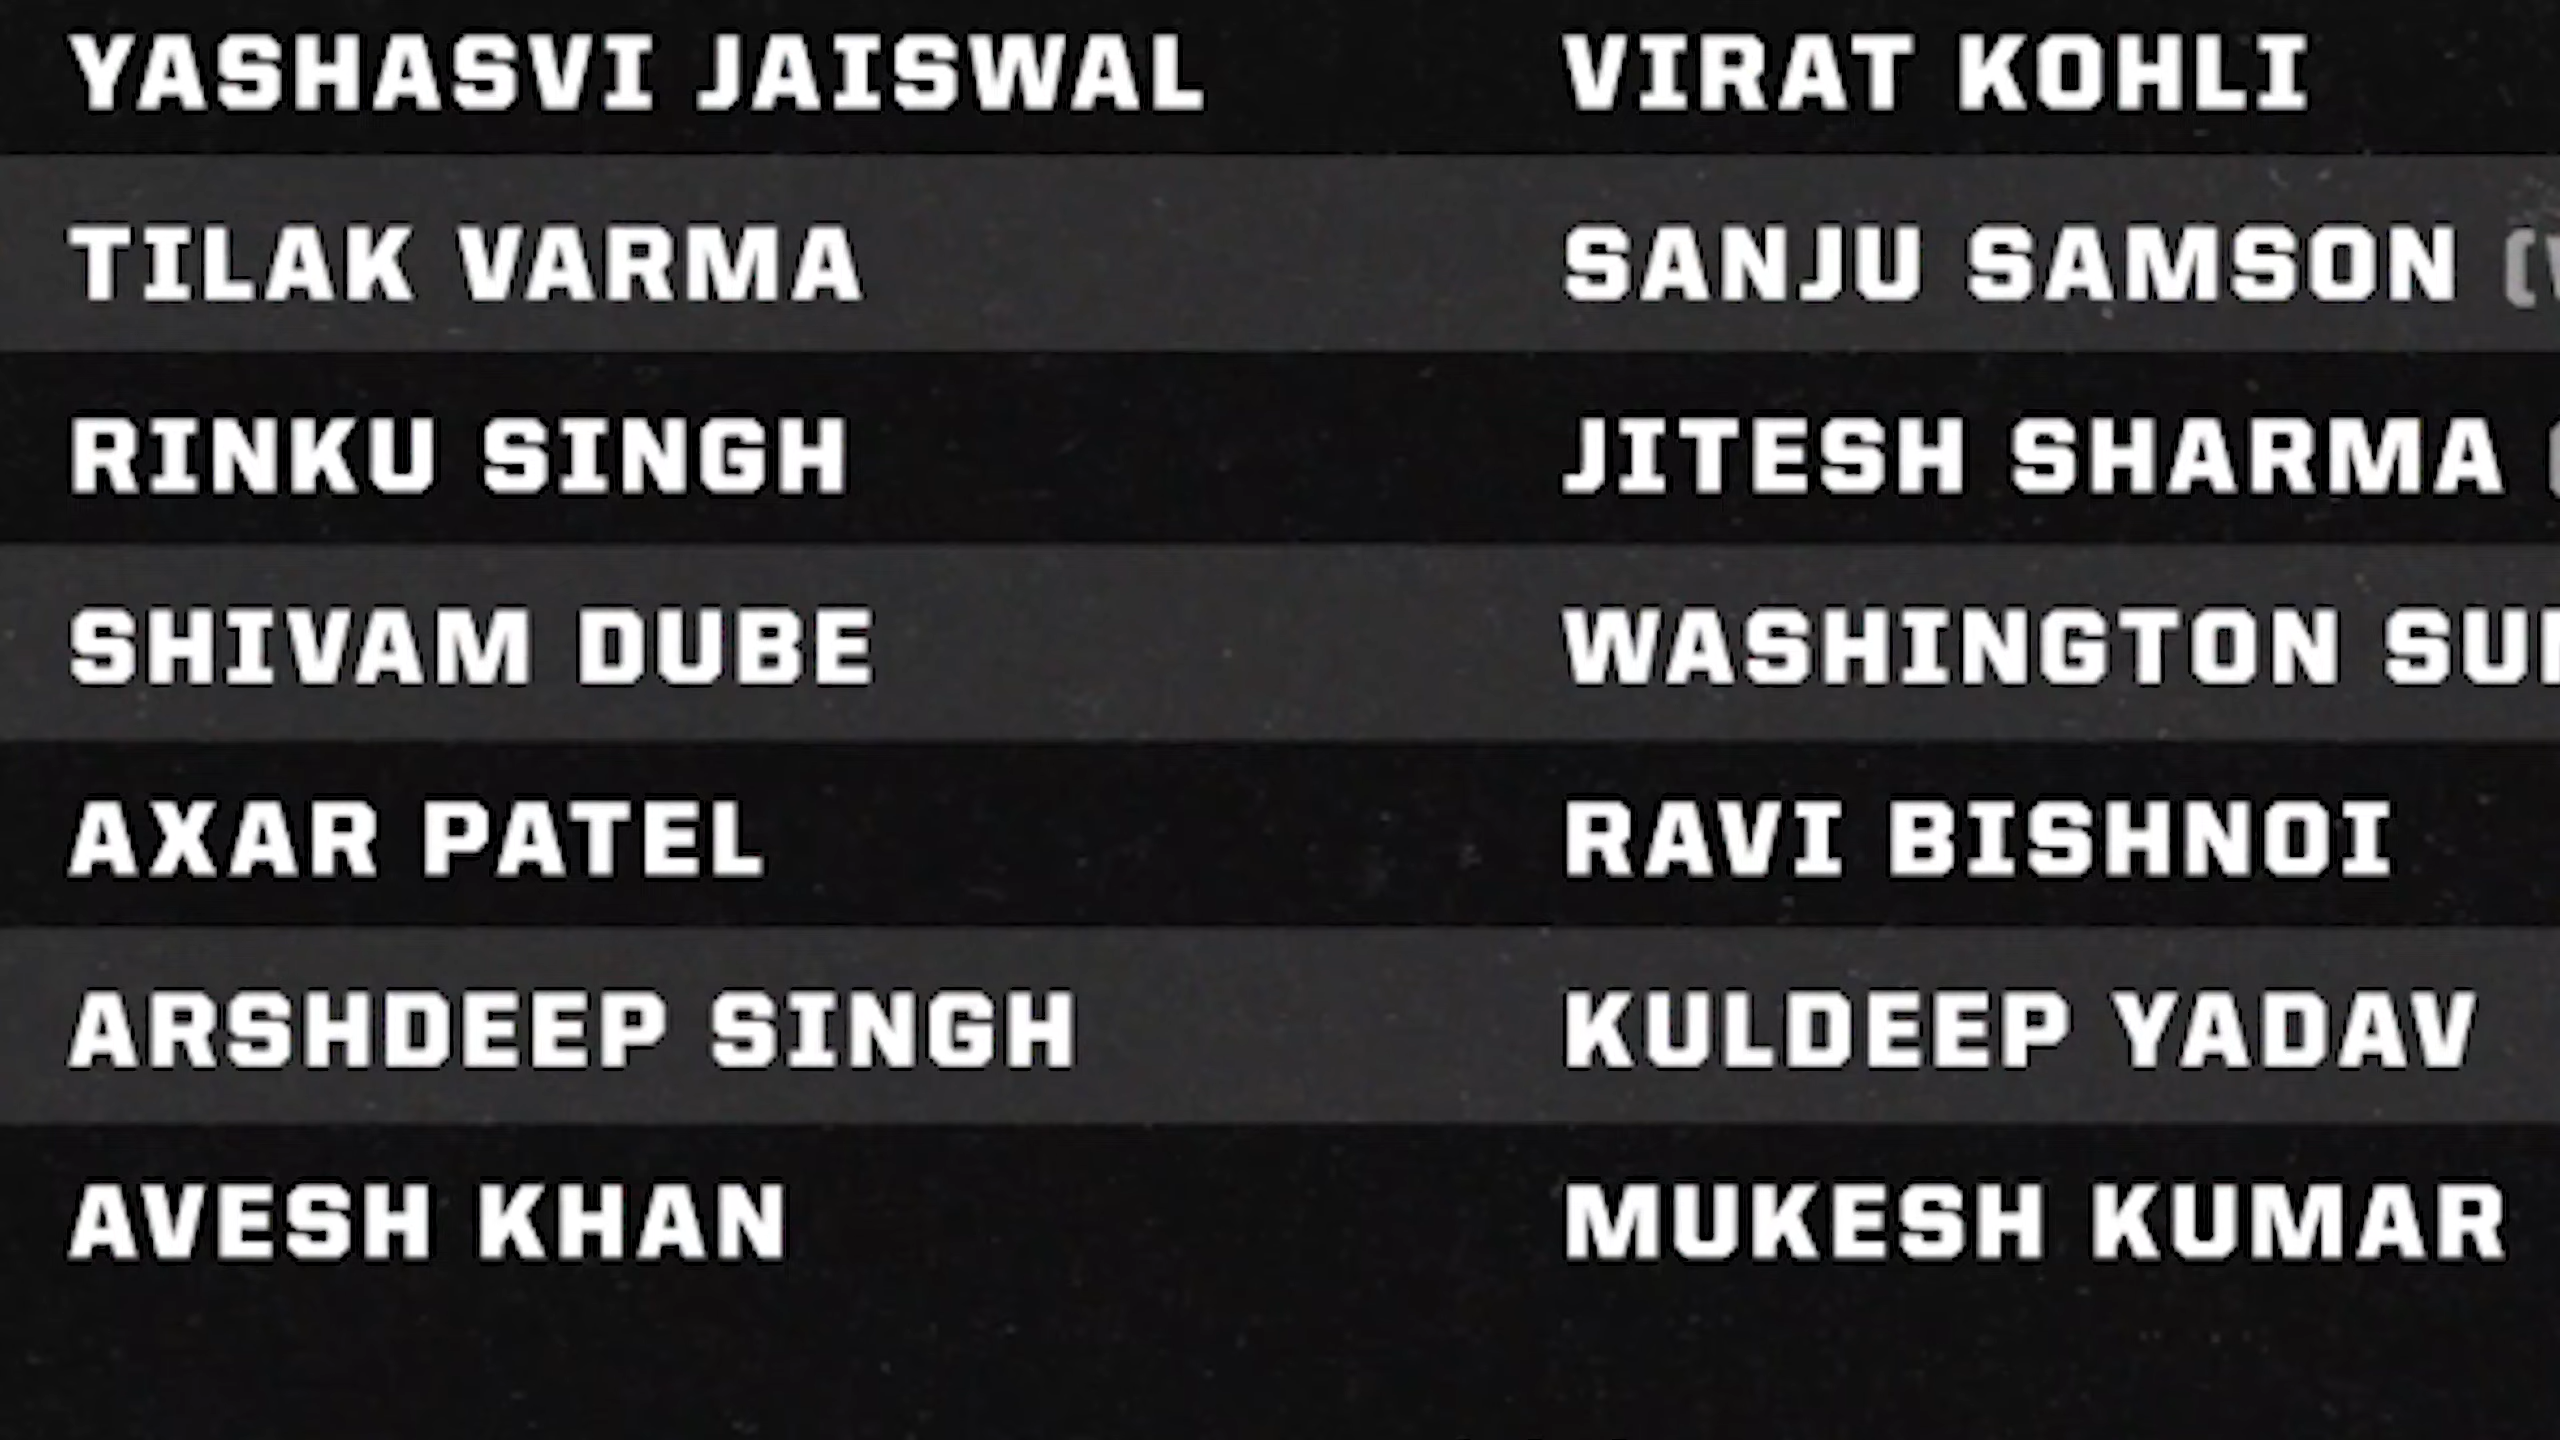 YASHASVI JAISWAL VIRAT KOHLI
TILAK VARMA SANJU SAMSON
RINKU SINGH JITESH SHARMA
SHIVAM DUBE WASHINGTON
AXAR PATEL RAVI BISHNOI
ARSHDEEP SINGH KULDEEP YADAV
AVESH KHAN MUKESH KUMAR